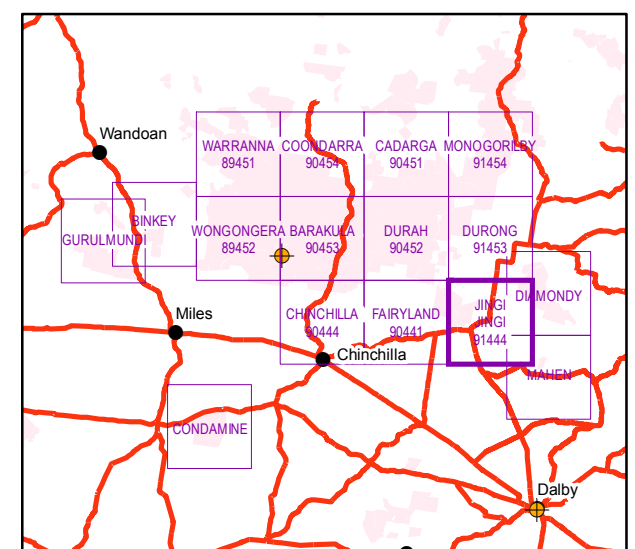 Wandoan
WARRANNA COONDARRA CADARGA MONOGORILBY
89451 90454 90451 91454
BINKEY
GURULMUNDI
WONGONGERA BARAKULA DURAH DURONG
89452 90453 90452 91453
DIAMONDY
JINGI
JINGI
91444
CHINCHILLA FAIRYLAND
90444 90441
Miles
Chinchilla
MAHEN
CONDAMINE
Dalby